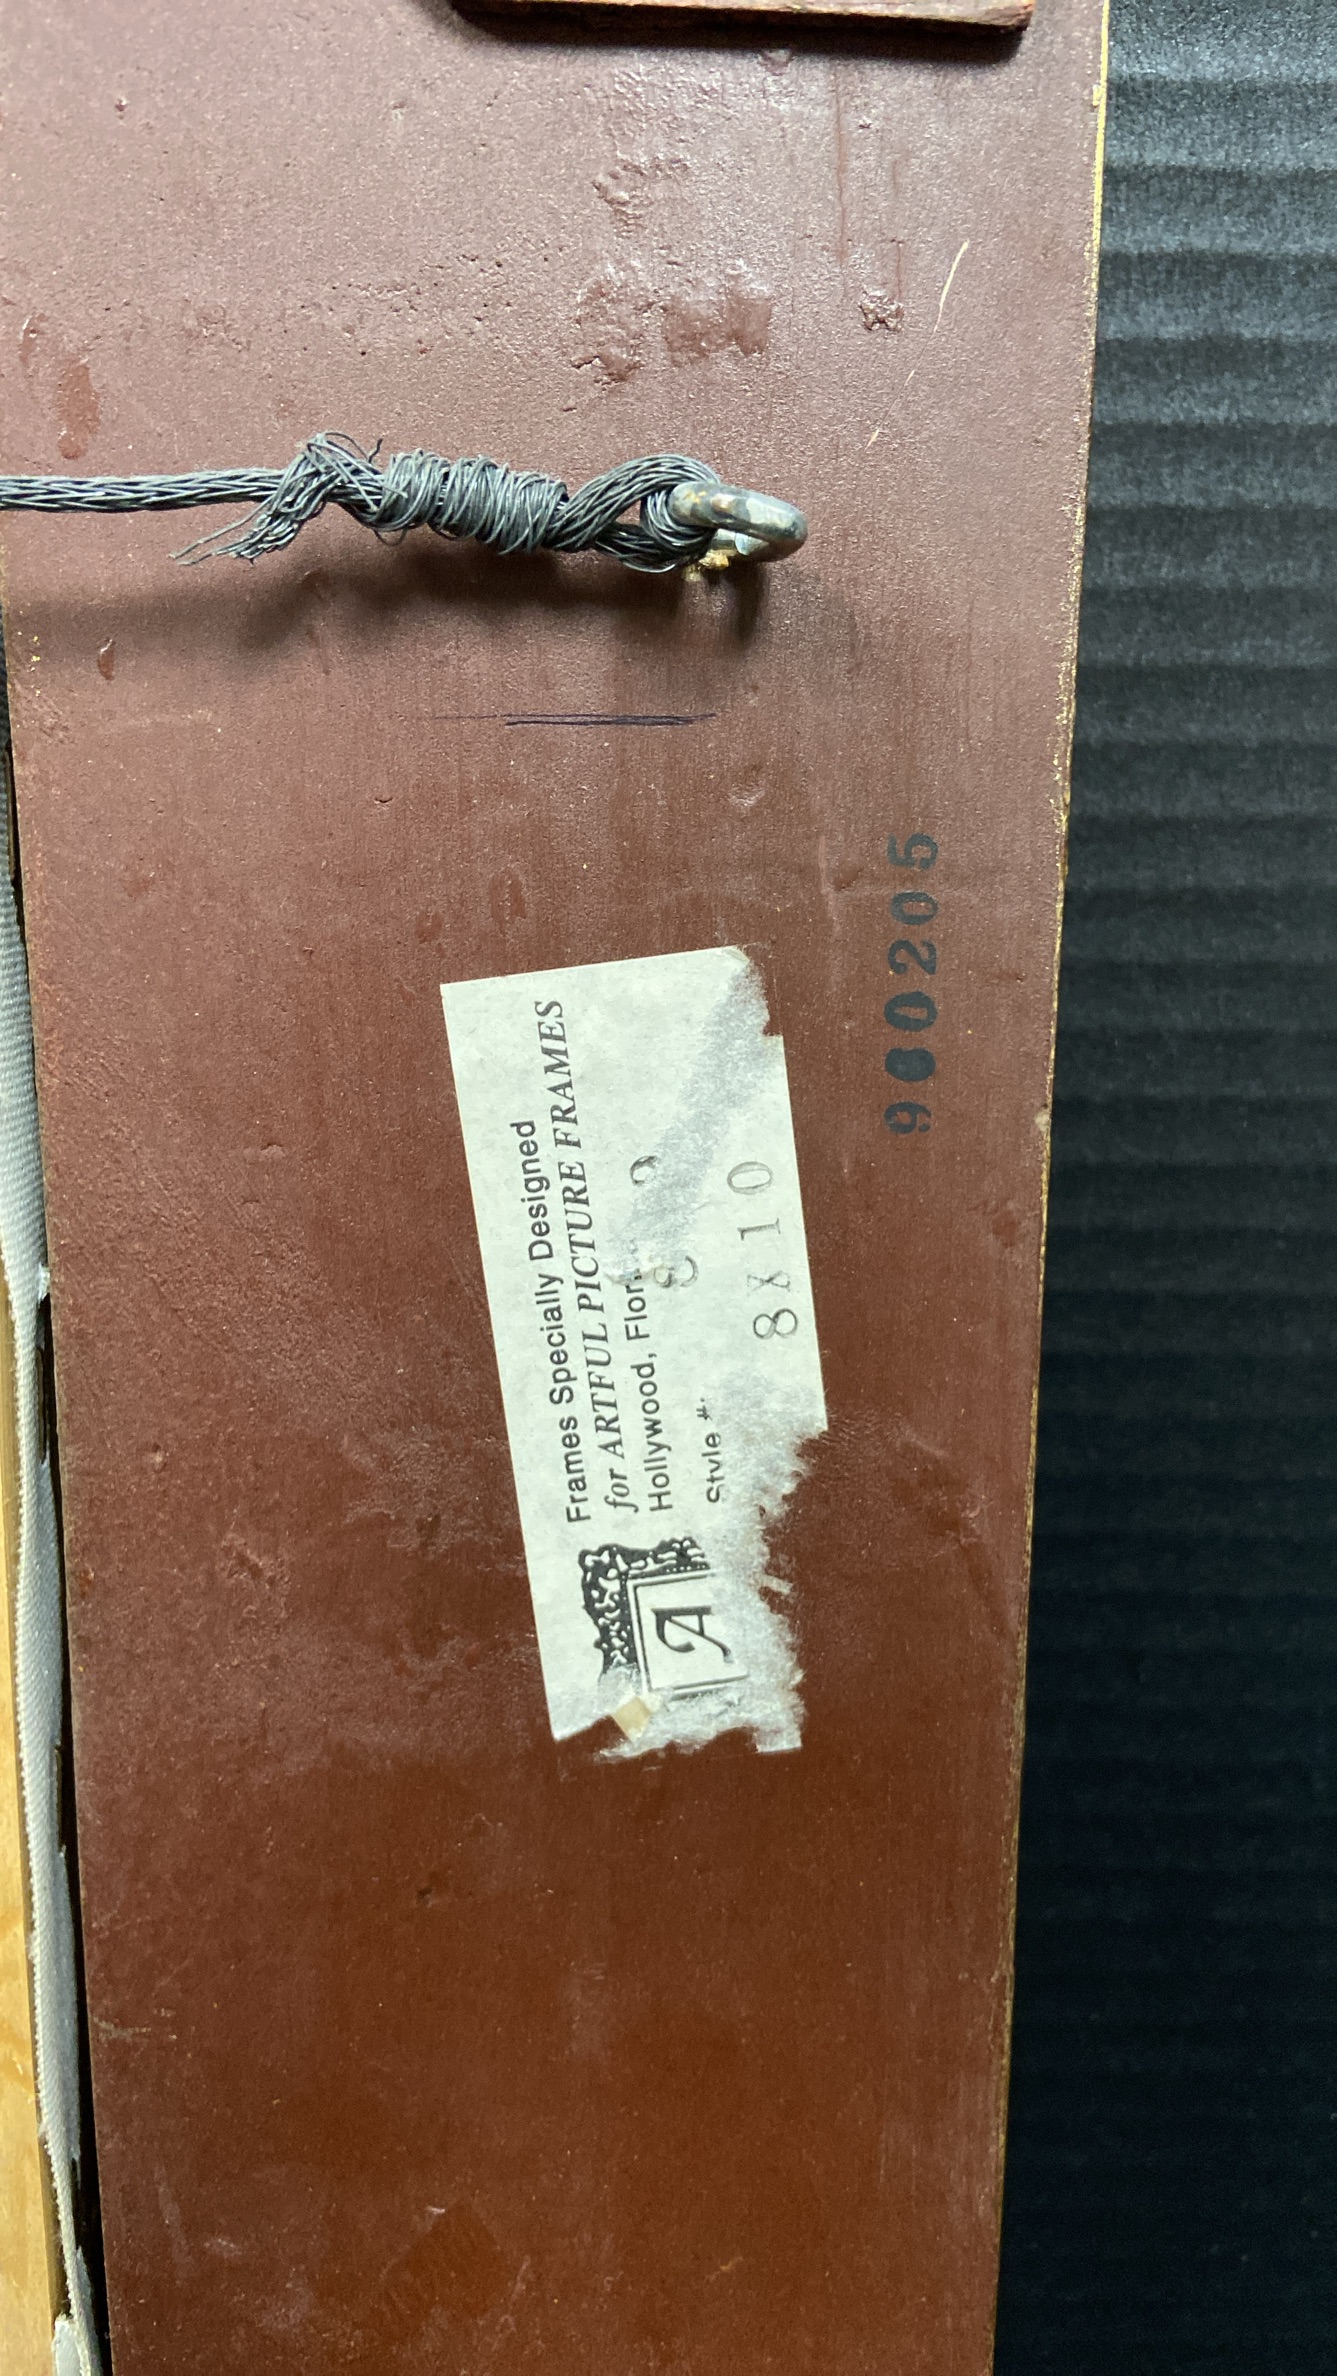 Frames Specially Designed
for ARTFUL PICTURE FRAMES
Hollywood,
Style #:
8X10
A
900205